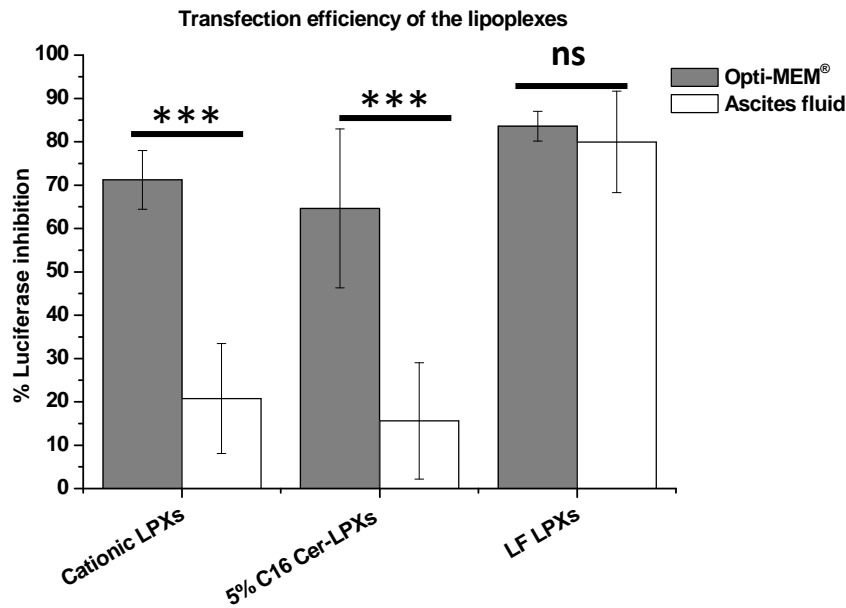 Transfection efficiency of the lipoplexes
% Luciferase inhibition
100
90
80
70
60
50
40
30
20
10
0
***
***
ns
Opti-MEM®
Ascites fluid
Cationic LPXs
5% C16 Cer-LPXs
LF LPXs